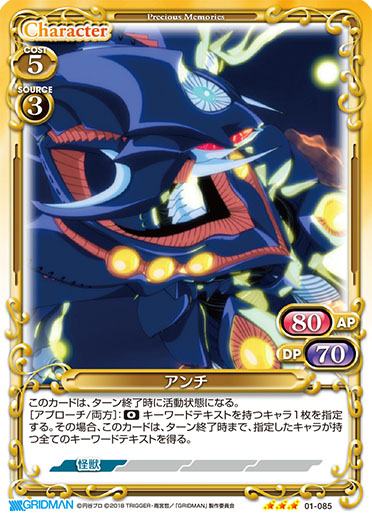 Precious Memories
Character
COST
5
SOURCE
3
80 AP
DP 70
アンチ
このカードは、ターン終了時に活動状態になる。
[アプローチ/両方]：0 キーワードテキストを持つキャラ1枚を指定
する。その場合、このカードは、ターン終了時まで、指定したキャラが持
つ全てのキーワードテキストを得る。
怪獣
GRIDMAN ©円谷プロ ©2018 TRIGGER・雨宮哲／「GRIDMAN」製作委員会 01-085